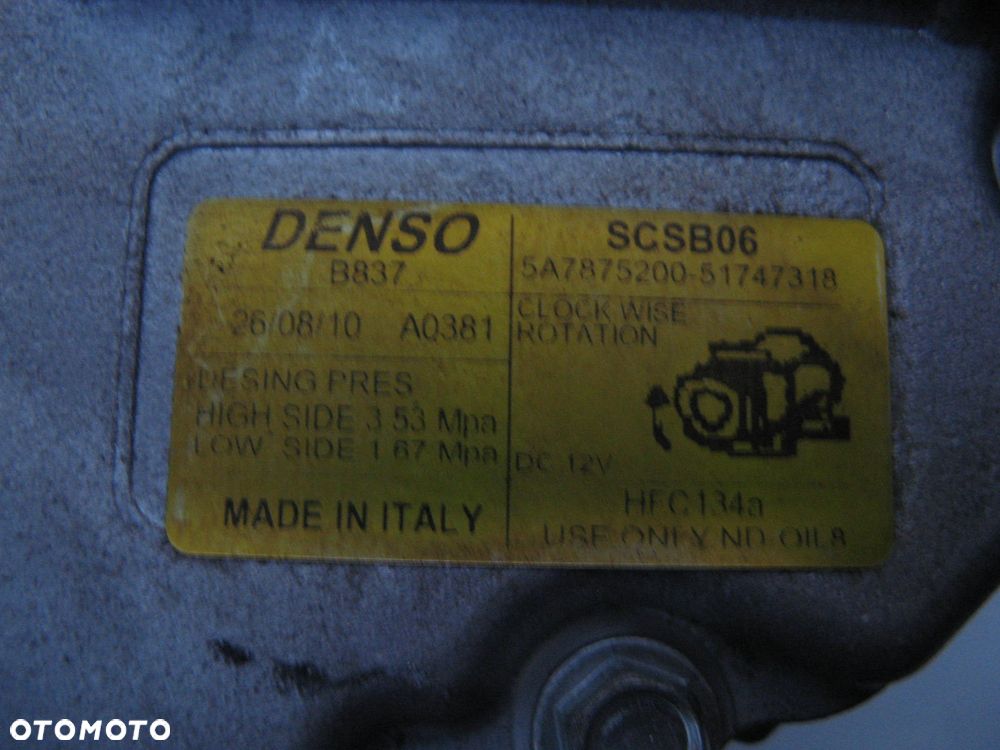 DENSO
B837
26/08/10 A0381
DESING PRES
HIGH SIDE 3.53 Mpa
LOW SIDE 1.67 Mpa
MADE IN ITALY
SCSB06
5A7875200-51747318
CLOCK WISE
ROTATION
DC 12V
HFC134a
USE ONLY ND-OIL8
OTOMOTO